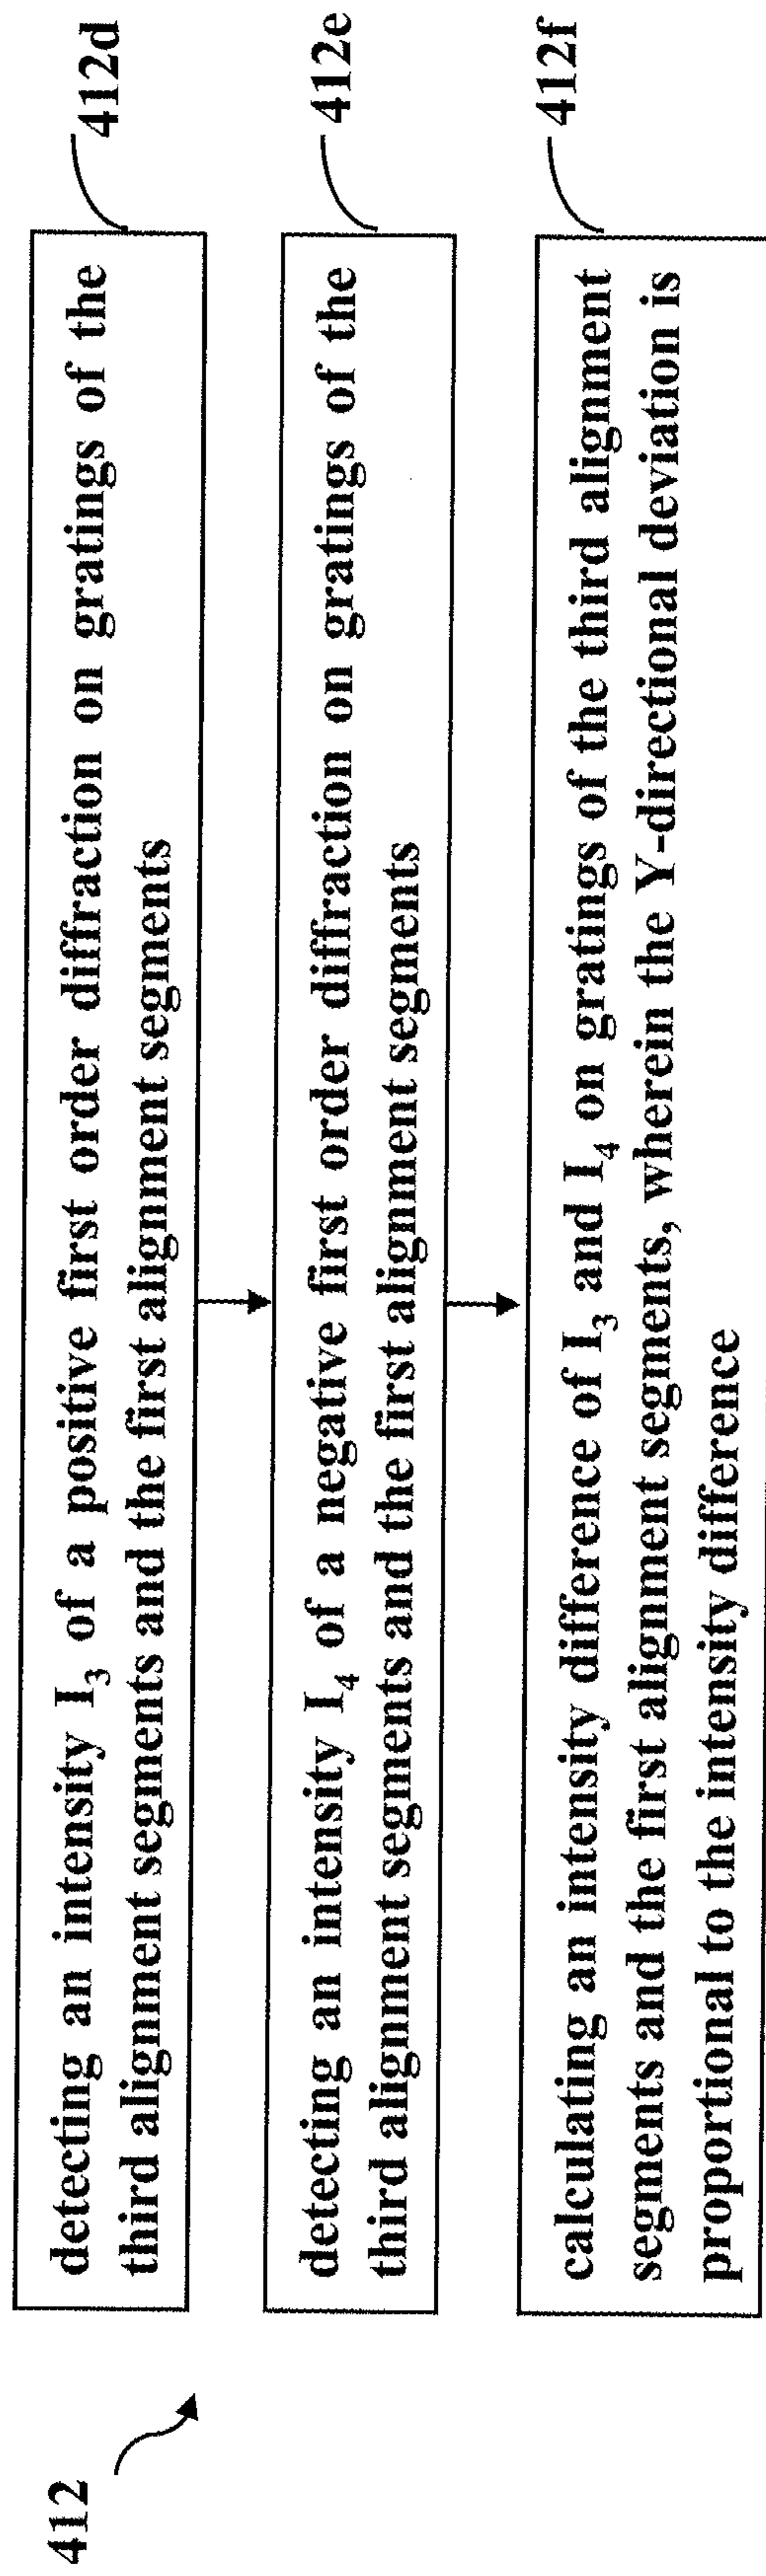 412
detecting an intensity I₃ of a positive first order diffraction on gratings of the
third alignment segments and the first alignment segments
412d
detecting an intensity I₄ of a negative first order diffraction on gratings of the
third alignment segments and the first alignment segments
412e
calculating an intensity difference of I₃ and I₄ on gratings of the third alignment
segments and the first alignment segments, wherein the Y-directional deviation is
proportional to the intensity difference
412f